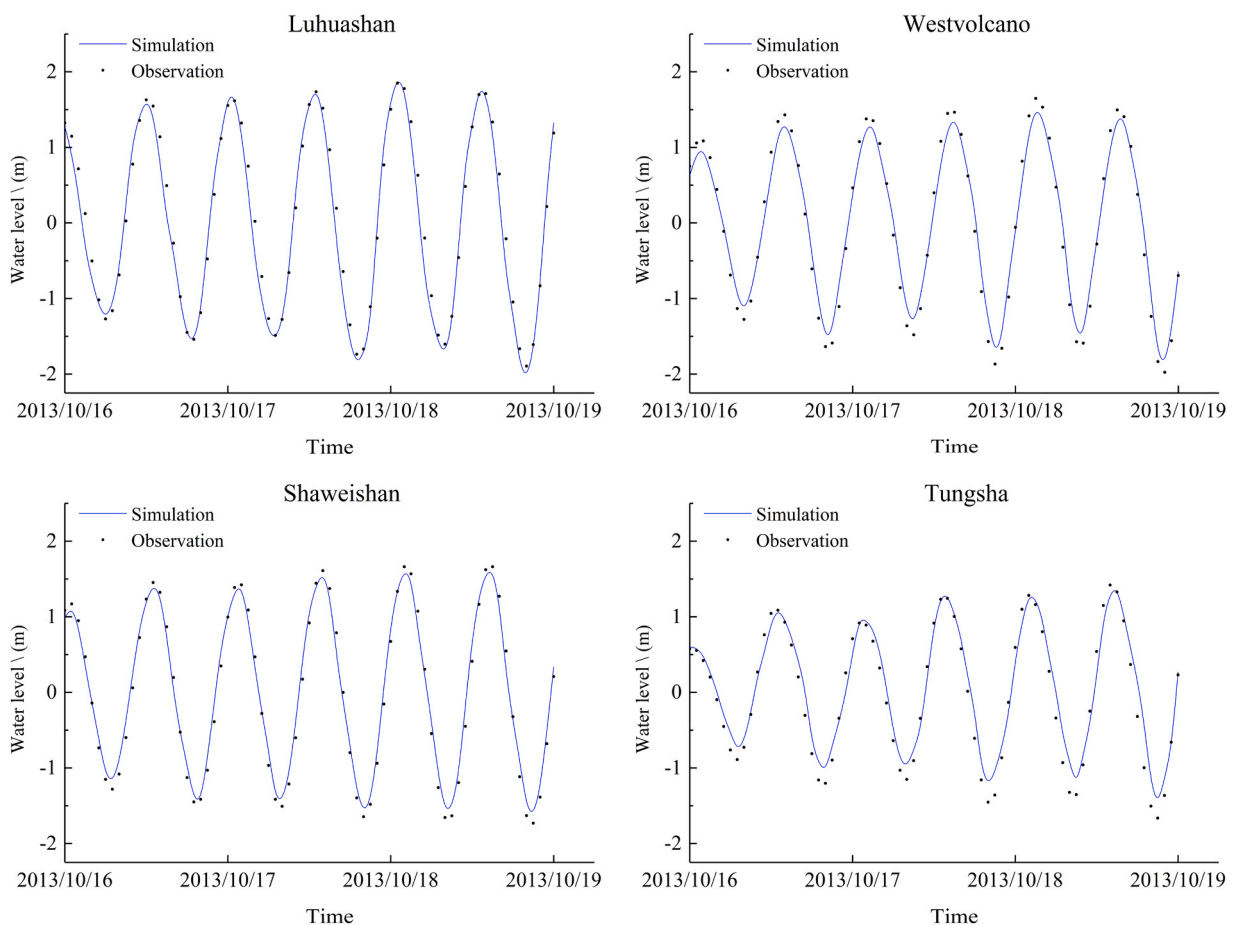 Luhuashan
Simulation
Observation
Water level \ (m)
2
1
0
-1
-2
2013/10/16 2013/10/17 2013/10/18 2013/10/19
Time
Westvolcano
Simulation
Observation
Water level \ (m)
2
1
0
-1
-2
2013/10/16 2013/10/17 2013/10/18 2013/10/19
Time
Shaweishan
Simulation
Observation
Water level \ (m)
2
1
0
-1
-2
2013/10/16 2013/10/17 2013/10/18 2013/10/19
Time
Tungsha
Simulation
Observation
Water level \ (m)
2
1
0
-1
-2
2013/10/16 2013/10/17 2013/10/18 2013/10/19
Time